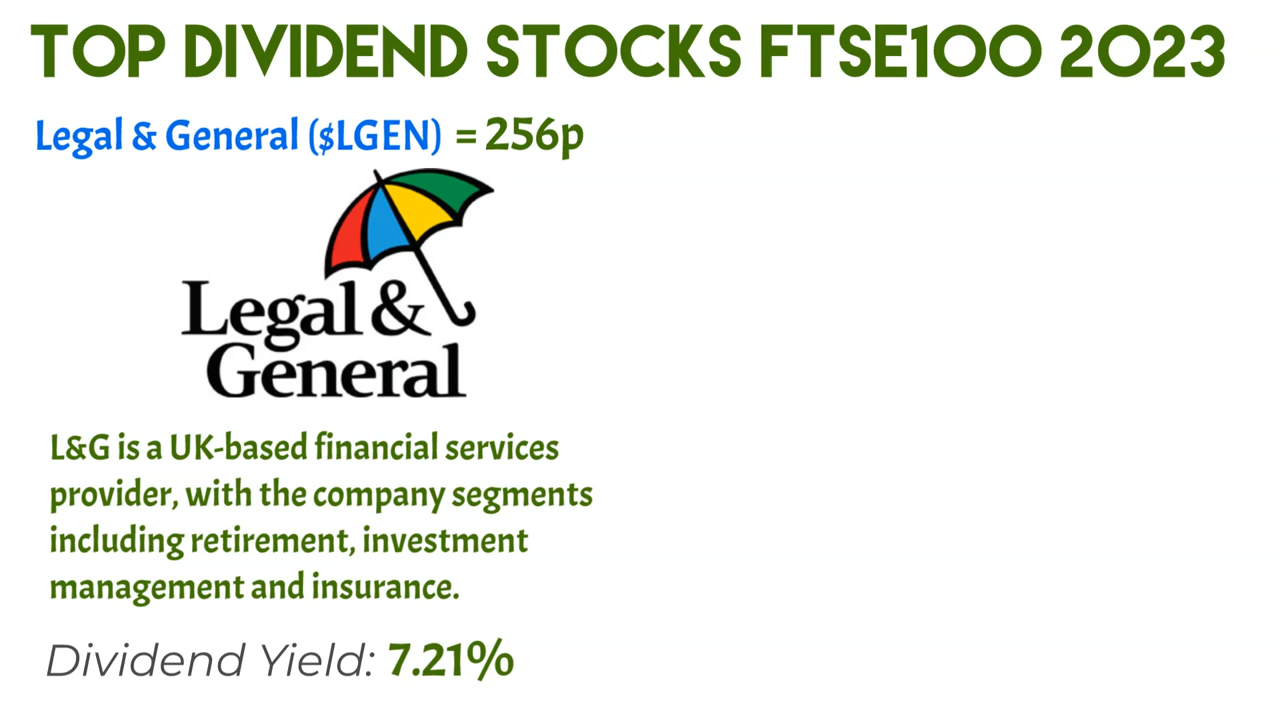 TOP DIVIDEND STOCKS FTSE100 2023
Legal & General ($LGEN) = 256p
Legal &
General
L&G is a UK-based financial services
provider, with the company segments
including retirement, investment
management and insurance.
Dividend Yield: 7.21%